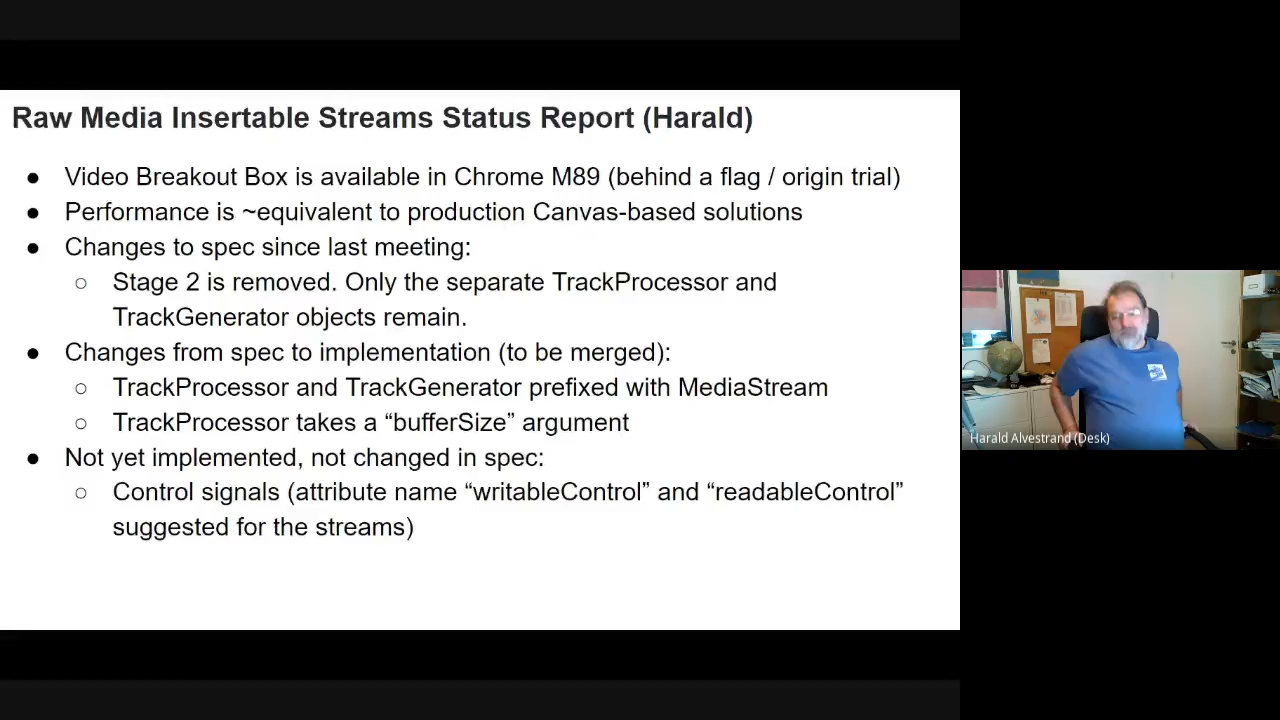 Raw Media Insertable Streams Status Report (Harald)
● Video Breakout Box is available in Chrome M89 (behind a flag / origin trial)
● Performance is ~equivalent to production Canvas-based solutions
● Changes to spec since last meeting:
○ Stage 2 is removed. Only the separate TrackProcessor and
TrackGenerator objects remain.
● Changes from spec to implementation (to be merged):
○ TrackProcessor and TrackGenerator prefixed with MediaStream
○ TrackProcessor takes a “bufferSize” argument
● Not yet implemented, not changed in spec:
○ Control signals (attribute name “writableControl” and “readableControl”
suggested for the streams)
Harald Alvestrand (Desk)